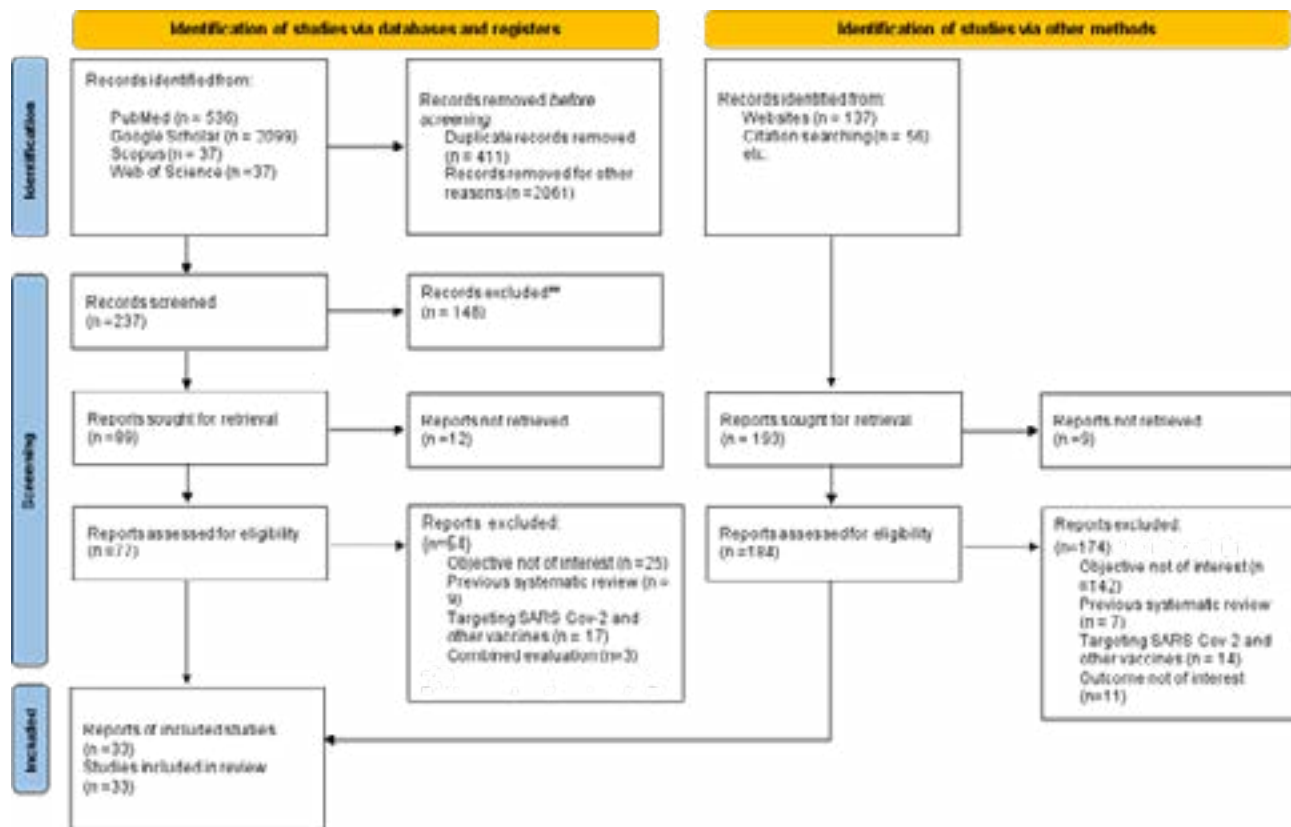 Identification of studies via databases and registers
Identification of studies via other methods
Identification
Records identified from:
PubMed (n = 536)
Google Scholar (n = 2099)
Scopus (n = 37)
Web of Science (n =37)
Records removed before
screening
Duplicate records removed
(n = 411)
Records removed for other
reasons (n =2061)
Records identified from:
Websites (n = 137)
Citation searching (n = 56)
etc.
Screening
Records screened
(n =237)
Records excluded**
(n = 148)
Reports sought for retrieval
(n =89)
Reports not retrieved
(n =12)
Reports sought for retrieval
(n = 193)
Reports not retrieved
(n =9)
Reports assessed for eligibility
(n =77)
Reports excluded:
(n=54)
Objective not of interest (n =25)
Previous systematic review (n =
9)
Targeting SARS Cov-2 and
other vaccines (n = 17)
Combined evaluation (n=3)
Reports assessed for eligibility
(n =184)
Reports excluded:
(n=174)
Objective not of interest (n
=142)
Previous systematic review
(n = 7)
Targeting SARS Cov-2 and
other vaccines (n = 14)
Outcome not of interest
(n=11)
Included
Reports of included studies
(n =33)
Studies included in review
(n =33)